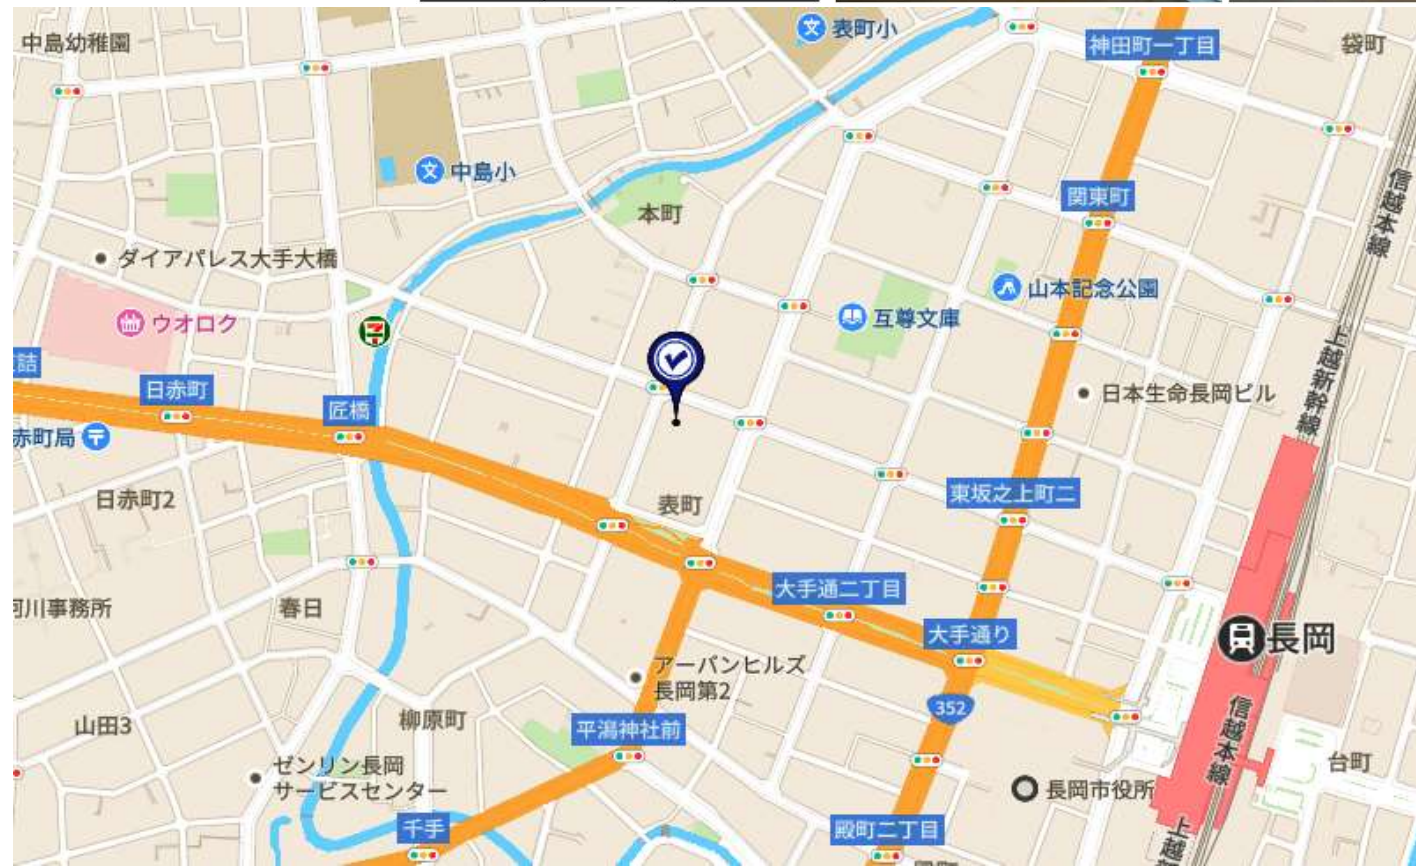 表町小
中島幼稚園
神田町一丁目
袋町
中島小
信越本線
関東町
本町
ダイアパレス大手大橋
山本記念公園
ウオロク
互尊文庫
詰
上越新幹線
日赤町
匠橋
日本生命長岡ビル
赤町局
日赤町2
表町
東坂之上町二
大手通二丁目
河川事務所
春日
大手通り
長岡
アーバンヒルズ
長岡第2
352
山田3
柳原町
平潟神社前
信越本線
ゼンリン長岡
サービスセンター
台町
長岡市役所
千手
殿町二丁目
上越新